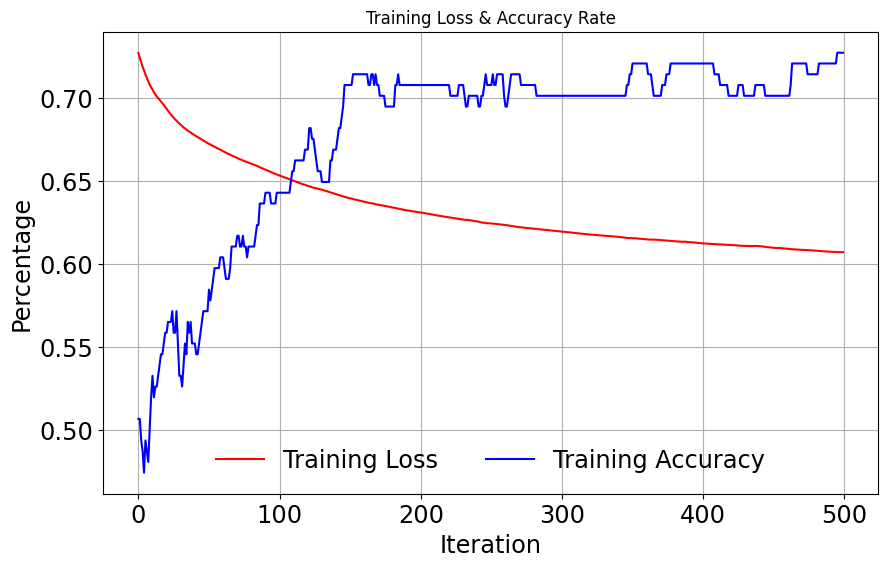 Training Loss & Accuracy Rate
Percentage
0.70
0.65
0.60
0.55
0.50
Training Loss Training Accuracy
0 100 200 300 400 500
Iteration